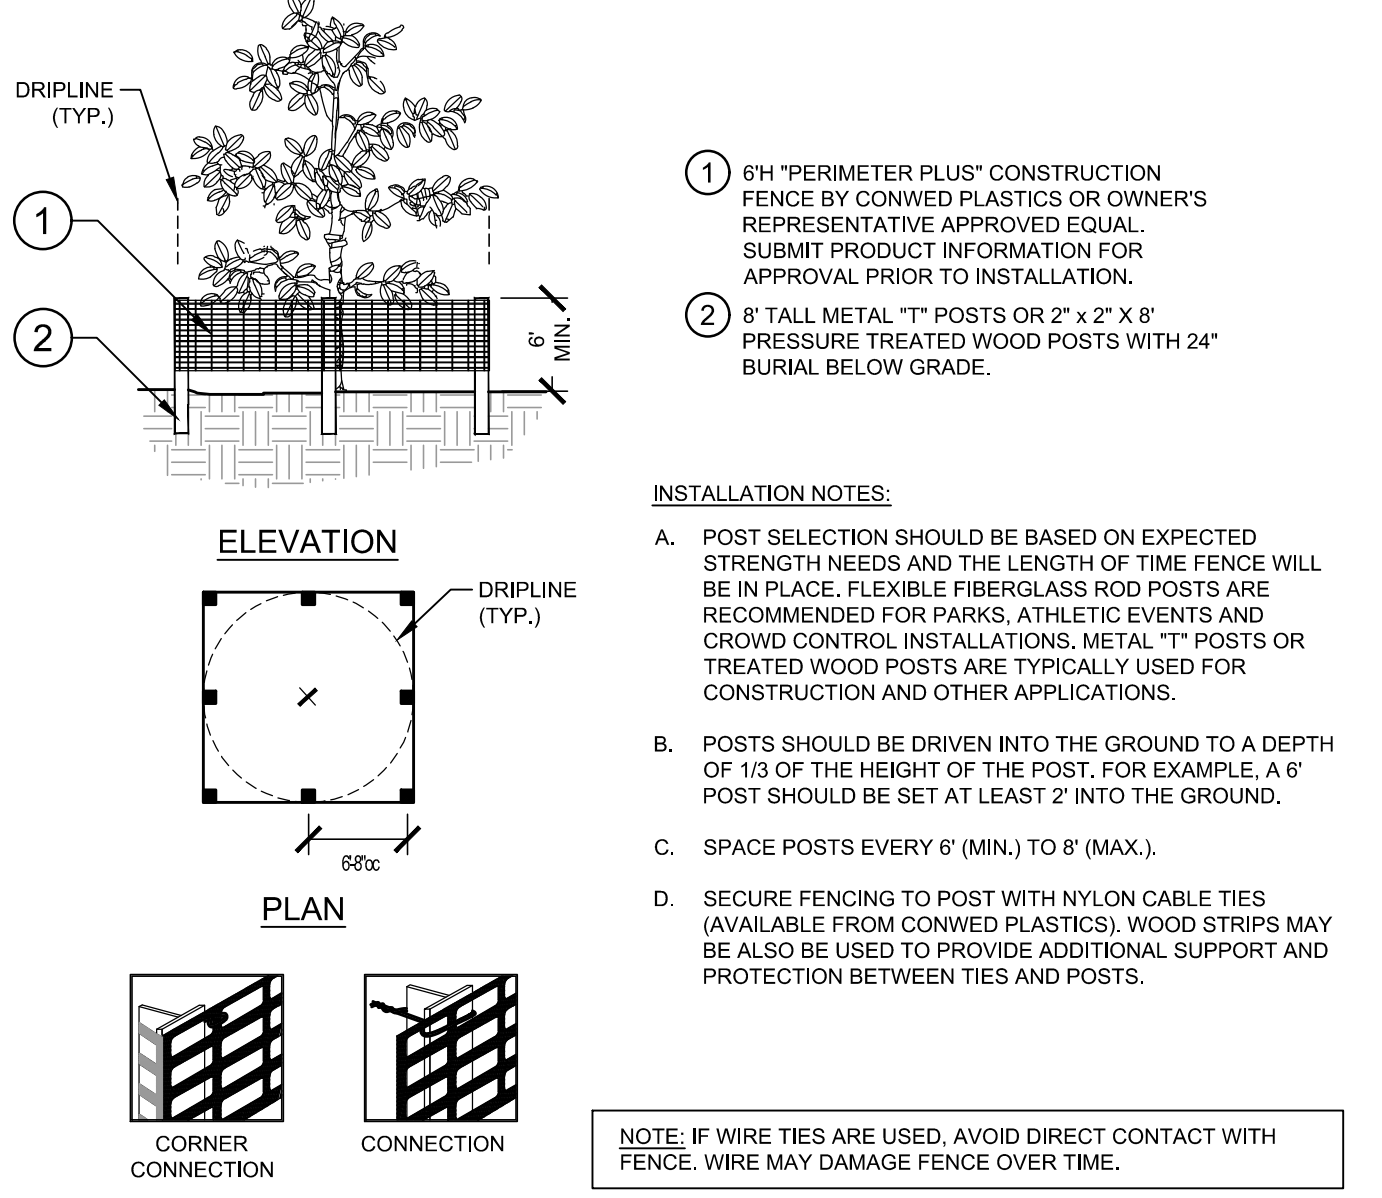 DRIPLINE
(TYP.)
1
2
6'
MIN.
ELEVATION
1 6'H "PERIMETER PLUS" CONSTRUCTION
FENCE BY CONWED PLASTICS OR OWNER'S
REPRESENTATIVE APPROVED EQUAL.
SUBMIT PRODUCT INFORMATION FOR
APPROVAL PRIOR TO INSTALLATION.
2 8' TALL METAL "T" POSTS OR 2" x 2" X 8'
PRESSURE TREATED WOOD POSTS WITH 24"
BURIAL BELOW GRADE.
DRIPLINE
(TYP.)
6'-8"oc
PLAN
CORNER
CONNECTION
CONNECTION
INSTALLATION NOTES:
A. POST SELECTION SHOULD BE BASED ON EXPECTED
STRENGTH NEEDS AND THE LENGTH OF TIME FENCE WILL
BE IN PLACE. FLEXIBLE FIBERGLASS ROD POSTS ARE
RECOMMENDED FOR PARKS, ATHLETIC EVENTS AND
CROWD CONTROL INSTALLATIONS. METAL "T" POSTS OR
TREATED WOOD POSTS ARE TYPICALLY USED FOR
CONSTRUCTION AND OTHER APPLICATIONS.
B. POSTS SHOULD BE DRIVEN INTO THE GROUND TO A DEPTH
OF 1/3 OF THE HEIGHT OF THE POST. FOR EXAMPLE, A 6'
POST SHOULD BE SET AT LEAST 2' INTO THE GROUND.
C. SPACE POSTS EVERY 6' (MIN.) TO 8' (MAX.).
D. SECURE FENCING TO POST WITH NYLON CABLE TIES
(AVAILABLE FROM CONWED PLASTICS). WOOD STRIPS MAY
BE ALSO BE USED TO PROVIDE ADDITIONAL SUPPORT AND
PROTECTION BETWEEN TIES AND POSTS.
NOTE: IF WIRE TIES ARE USED, AVOID DIRECT CONTACT WITH
FENCE. WIRE MAY DAMAGE FENCE OVER TIME.